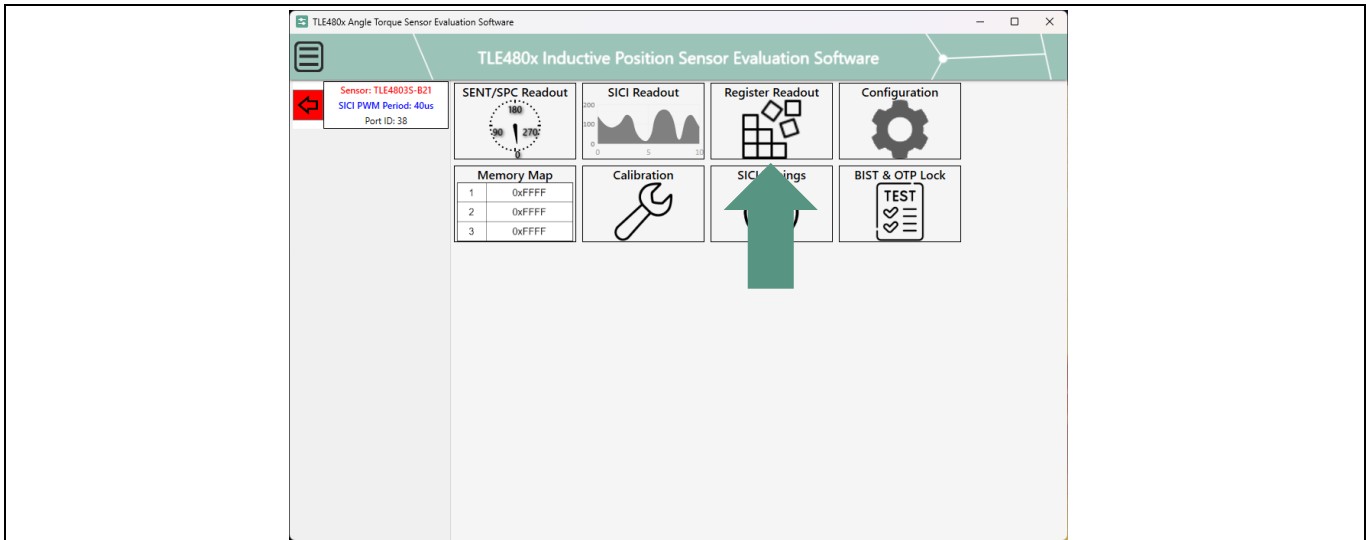 TLE480x Angle Torque Sensor Evaluation Software
TLE480x Inductive Position Sensor Evaluation Software
Sensor: TLE4803S-B21
SICI PWM Period: 40us
Port ID: 38
SENT/SPC Readout
180
90 270
0
SICI Readout
200
100
0
0 5 10
Register Readout
Configuration
Memory Map
1 0xFFFF
2 0xFFFF
3 0xFFFF
Calibration
SICI
ings
BIST & OTP Lock
TEST